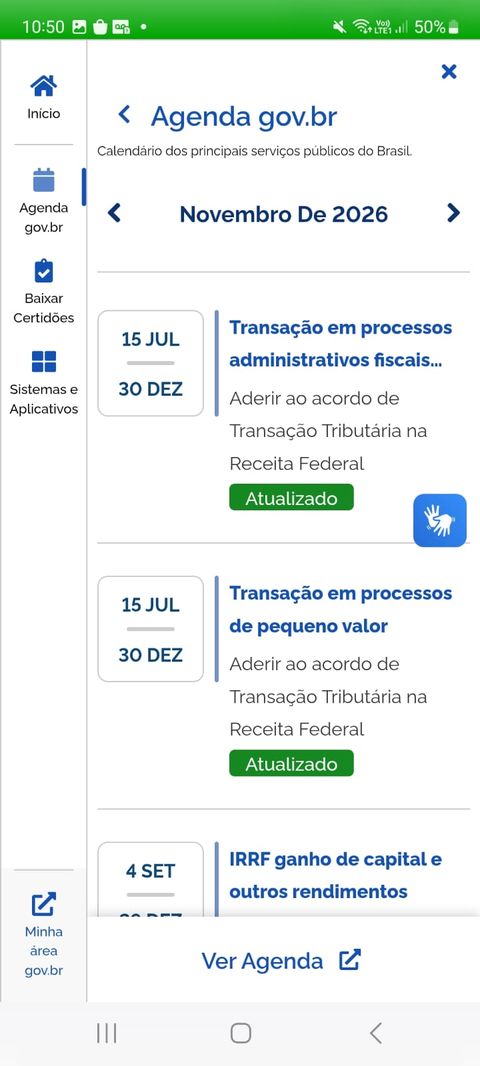 10:50
Vo)) LTE1 50%
Início
Agenda
gov.br
Baixar
Certidões
Sistemas e
Aplicativos
Minha
área
gov.br
Agenda gov.br
Calendário dos principais serviços públicos do Brasil.
Novembro De 2026
15 JUL
30 DEZ
Transação em processos
administrativos fiscais...
Aderir ao acordo de
Transação Tributária na
Receita Federal
Atualizado
15 JUL
30 DEZ
Transação em processos
de pequeno valor
Aderir ao acordo de
Transação Tributária na
Receita Federal
Atualizado
4 SET
IRRF ganho de capital e
outros rendimentos
Ver Agenda